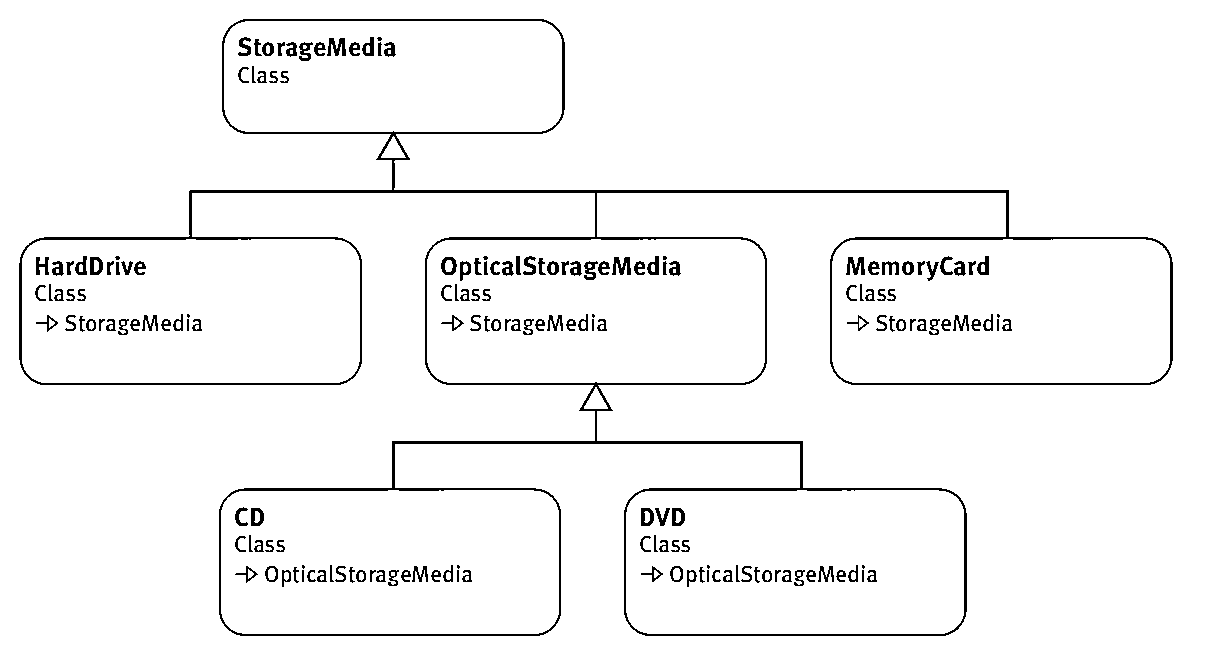 StorageMedia
Class
HardDrive
Class
StorageMedia
OpticalStorageMedia
Class
StorageMedia
MemoryCard
Class
StorageMedia
CD
Class
OpticalStorageMedia
DVD
Class
OpticalStorageMedia